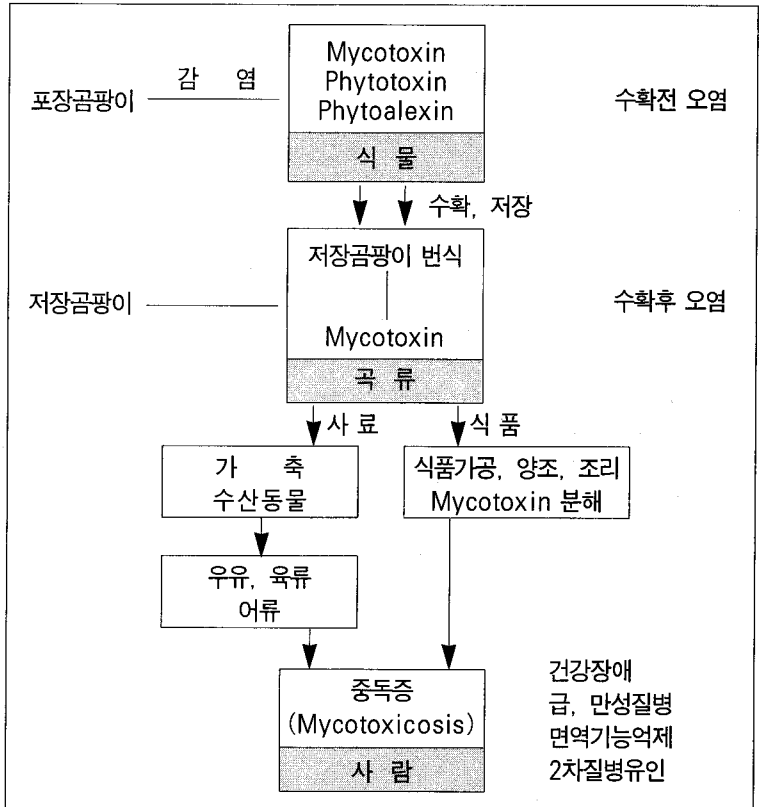 Mycotoxin
Phytotoxin
Phytoalexin
식 물
감 염
포장곰팡이
수확전 오염
수확, 저장
저장곰팡이 번식
Mycotoxin
곡 류
저장곰팡이
수확후 오염
사 료
식 품
가 축
수산동물
식품가공, 양조, 조리
Mycotoxin 분해
우유, 육류
어류
중독증
(Mycotoxicosis)
사 람
건강장애
급, 만성질병
면역기능억제
2차질병유인